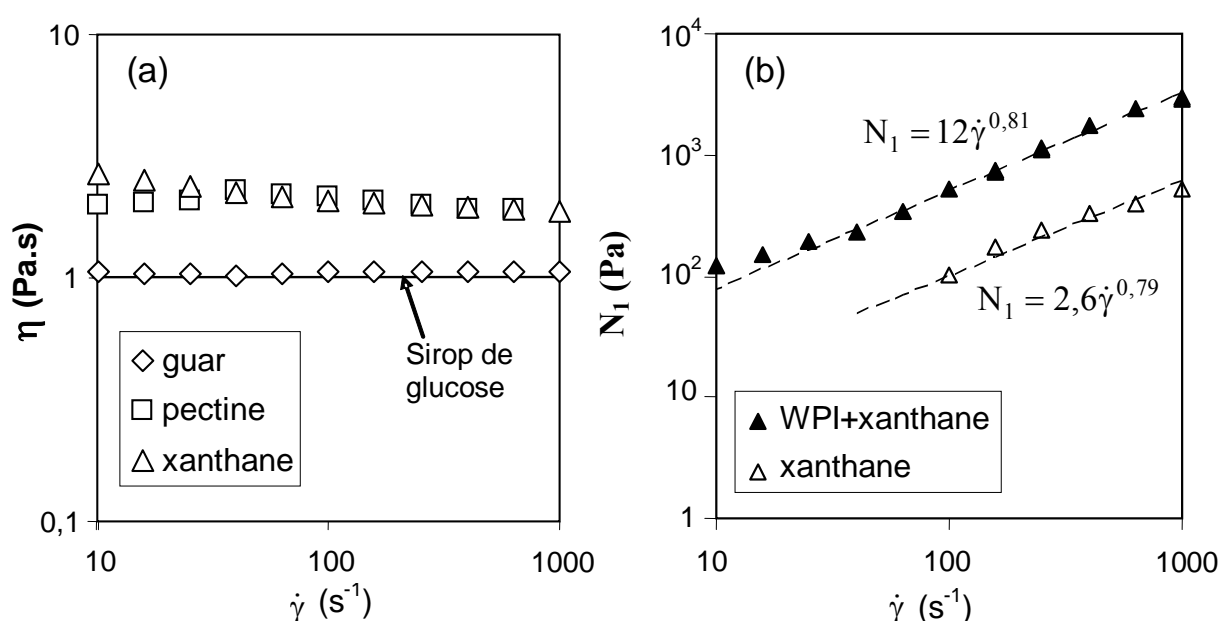 (a)
10
1
0,1
η (Pa.s)
Sirop de
glucose
guar
pectine
xanthane
10 100 1000
γ̇ (s⁻¹)
(b)
10⁴
10³
10²
10
1
N₁ (Pa)
N₁ = 12γ̇⁰,⁸¹
N₁ = 2,6γ̇⁰,⁷⁹
WPI+xanthane
xanthane
10 100 1000
γ̇ (s⁻¹)